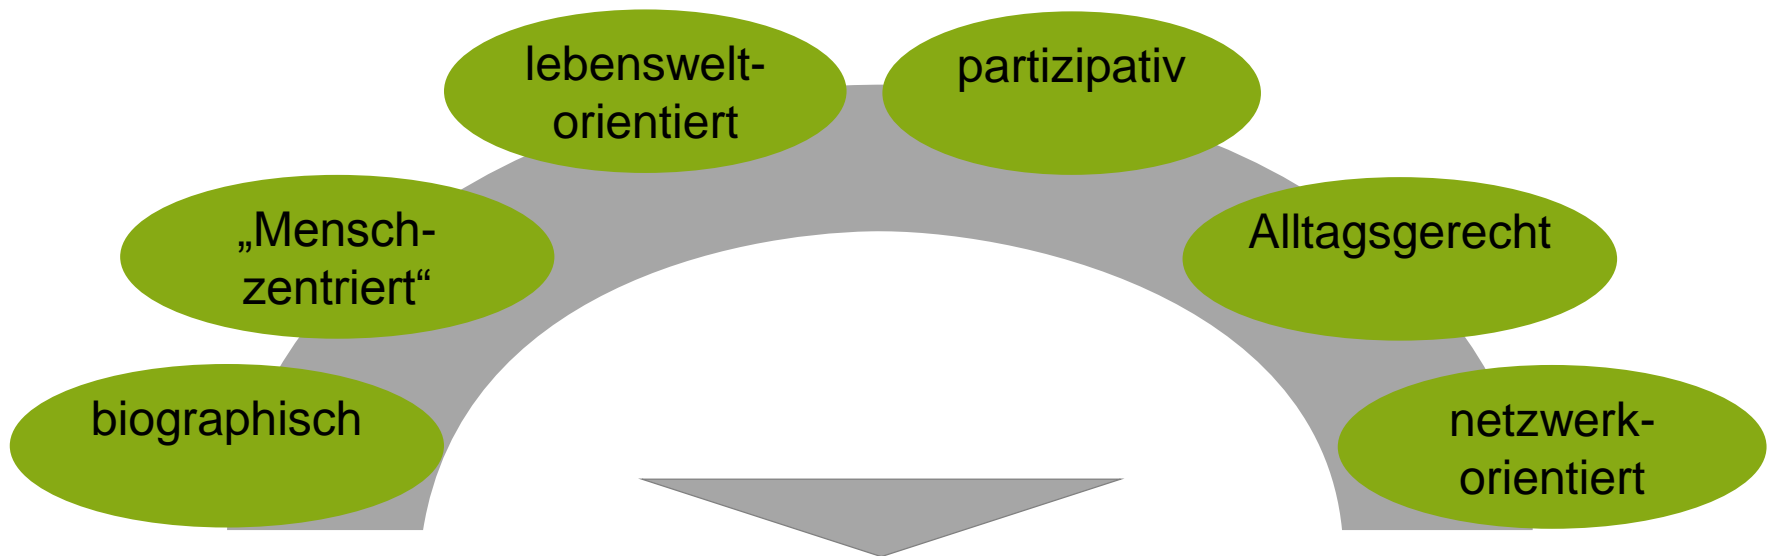 lebenswelt-
orientiert
partizipativ
„Mensch-
zentriert“
Alltagsgerecht
biographisch
netzwerk-
orientiert